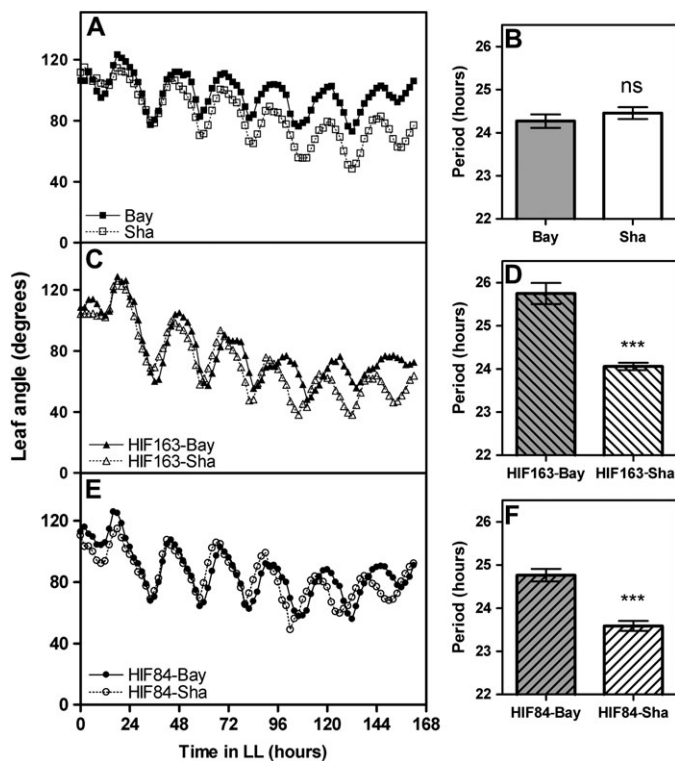 A
120
80
40
0
Bay
Sha
B
26
25
24
23
22
Period (hours)
ns
Bay
Sha
C
120
80
40
0
Leaf angle (degrees)
HIF163-Bay
HIF163-Sha
D
26
25
24
23
22
Period (hours)
***
HIF163-Bay
HIF163-Sha
E
120
80
40
0
HIF84-Bay
HIF84-Sha
0 24 48 72 96 120 144 168
Time in LL (hours)
F
26
25
24
23
22
Period (hours)
***
HIF84-Bay
HIF84-Sha